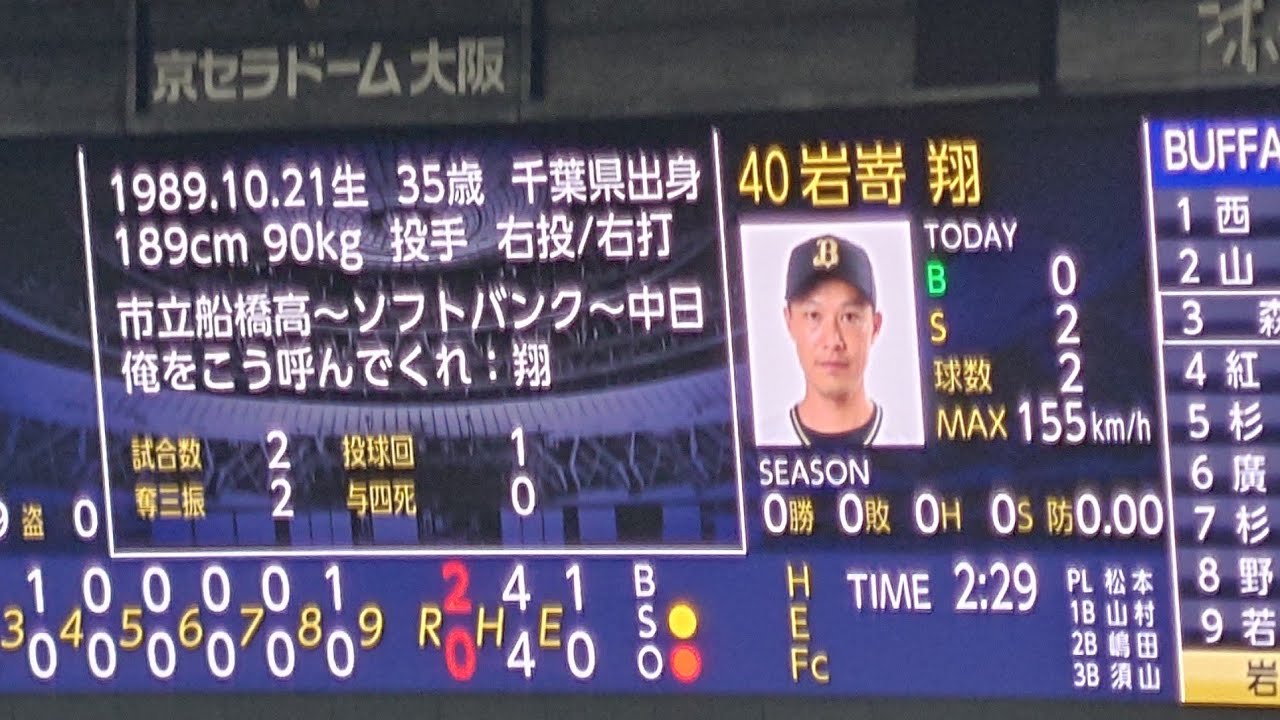 京セラドーム 大阪
1989.10.21生 35歳 千葉県出身
189cm 90kg 投手 右投/右打
市立船橋高〜ソフトバンク〜中日
俺をこう呼んでくれ：翔
試合数 2 投球回 1
奪三振 2 与四死 0
盗 0
40 岩嵜 翔
TODAY
B 0
S 2
球数 2
MAX 155 km/h
SEASON
0勝 0敗 0H 0S 防0.00
BUFFA
1 西
2 山
3 森
4 紅
5 杉
6 廣
7 杉
8 野
9 若
岩
3 4 5 6 7 8 9 R H E
1 0 0 0 0 1 2 4 1
0 0 0 0 0 0 0 4 0
B
S
O
H
E
Fc
TIME 2:29
PL 松本
1B 山村
2B 嶋田
3B 須山